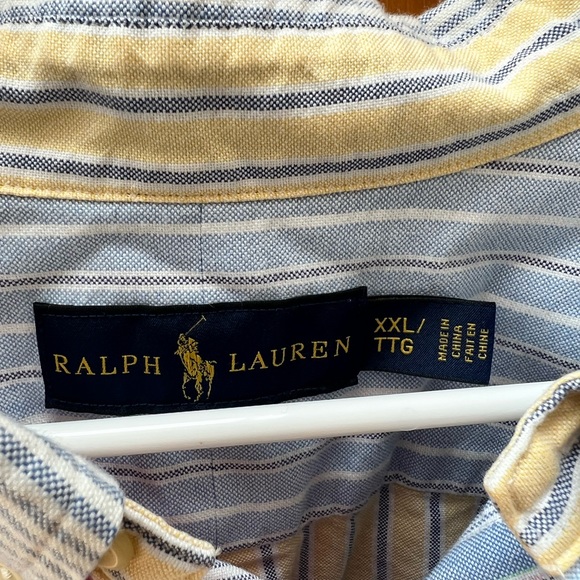 RALPH LAUREN
XXL/
TTG
MADE IN
CHINA
FAIT EN
CHINE